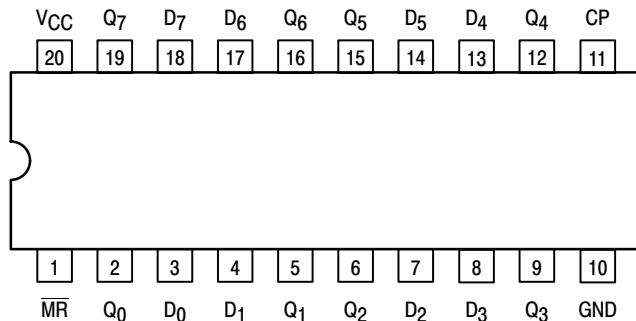 V_CC Q₇ D₇ D₆ Q₆ Q₅ D₅ D₄ Q₄ CP
20 19 18 17 16 15 14 13 12 11
1 2 3 4 5 6 7 8 9 10
M̅R̅ Q₀ D₀ D₁ Q₁ Q₂ D₂ D₃ Q₃ GND